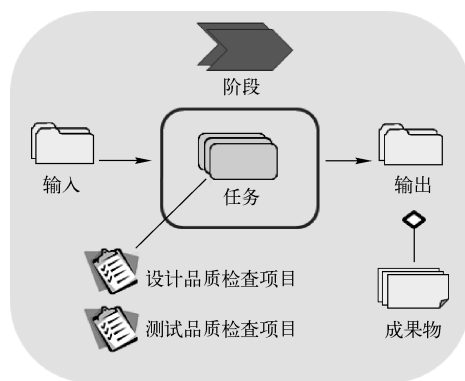 阶段
输入
任务
输出
设计品质检查项目
测试品质检查项目
成果物